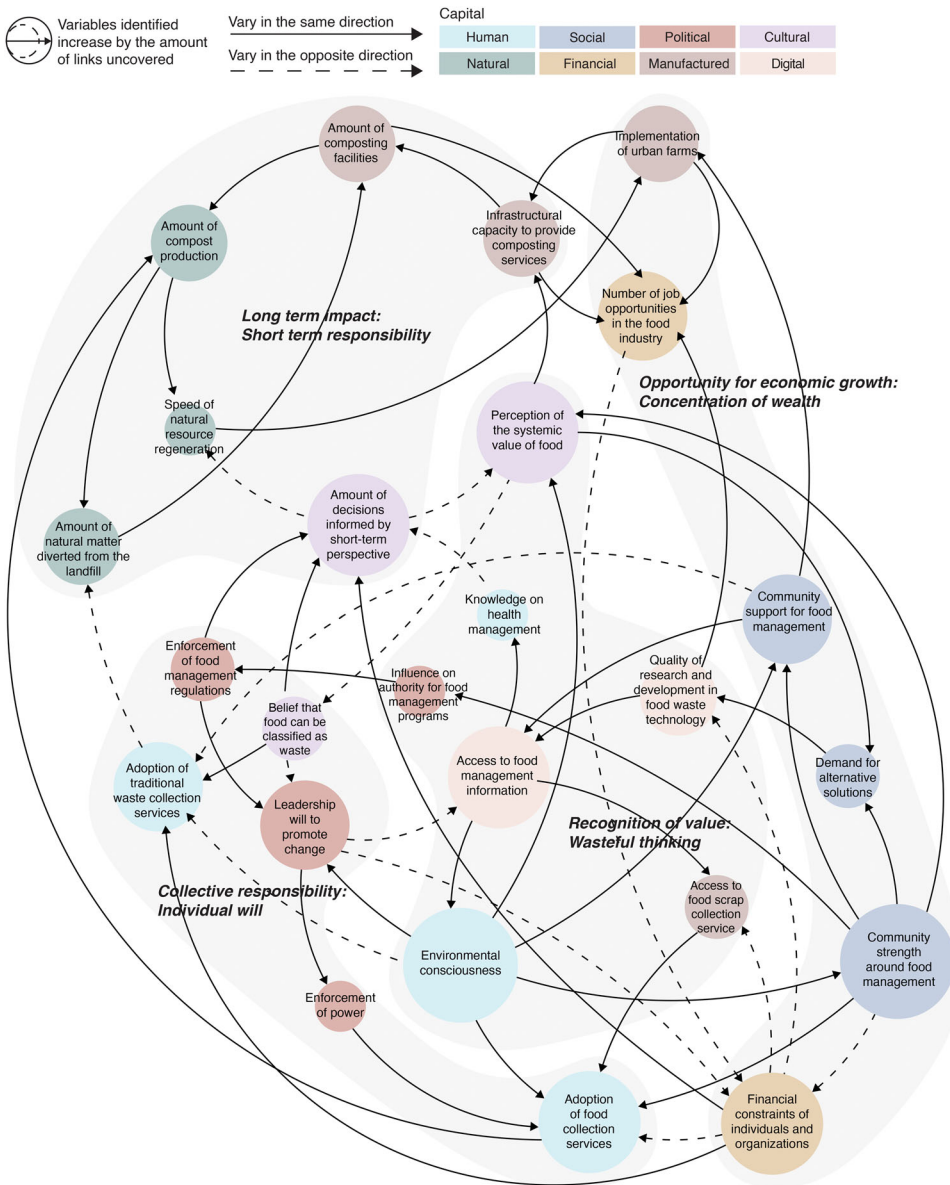 Variables identified
increase by the amount
of links uncovered
Vary in the same direction
Vary in the opposite direction
Capital
Human
Social
Political
Cultural
Natural
Financial
Manufactured
Digital
Amount of
composting
facilities
Implementation
of urban farms
Amount of
compost
production
Infrastructural
capacity to provide
composting
services
Number of job
opportunities
in the food
industry
Long term impact:
Short term responsibility
Opportunity for economic growth:
Concentration of wealth
Speed of
natural
resource
regeneration
Perception of
the systemic
value of food
Amount of
decisions
informed by
short-term
perspective
Amount of
natural matter
diverted from the
landfill
Knowledge on
health
management
Community
support for food
management
Enforcement
of food
management
regulations
Influence on
authority for food
management
programs
Quality of
research and
development in
food waste
technology
Belief that
food can be
classified as
waste
Adoption of
traditional
waste collection
services
Access to food
management
information
Demand for
alternative
solutions
Leadership
will to
promote
change
Recognition of value:
Wasteful thinking
Collective responsibility:
Individual will
Access to
food scrap
collection
service
Environmental
consciousness
Community
strength
around food
management
Enforcement
of power
Adoption
of food
collection
services
Financial
constraints of
individuals and
organizations